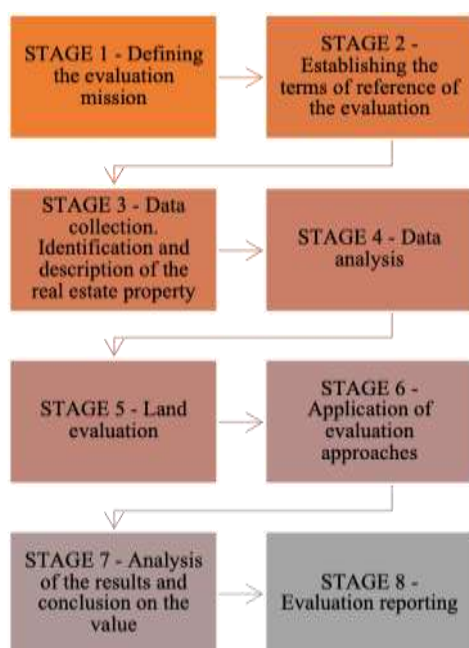 STAGE 1 - Defining
the evaluation
mission
STAGE 2 -
Establishing the
terms of reference of
the evaluation
STAGE 3 - Data
collection.
Identification and
description of the
real estate property
STAGE 4 - Data
analysis
STAGE 5 - Land
evaluation
STAGE 6 -
Application of
evaluation
approaches
STAGE 7 - Analysis
of the results and
conclusion on the
value
STAGE 8 -
Evaluation reporting